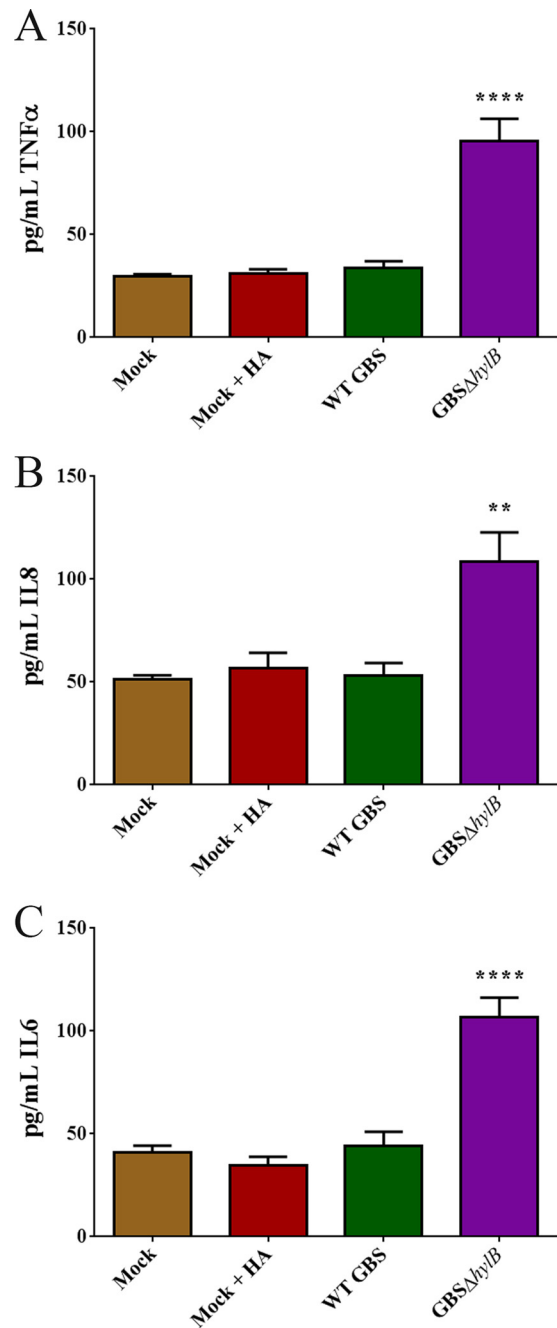 A
pg/mL TNFα
150
100
50
0
****
Mock
Mock + HA
WT GBS
GBSΔhylB
B
pg/mL IL8
150
100
50
0
**
Mock
Mock + HA
WT GBS
GBSΔhylB
C
pg/mL IL6
150
100
50
0
****
Mock
Mock + HA
WT GBS
GBSΔhylB